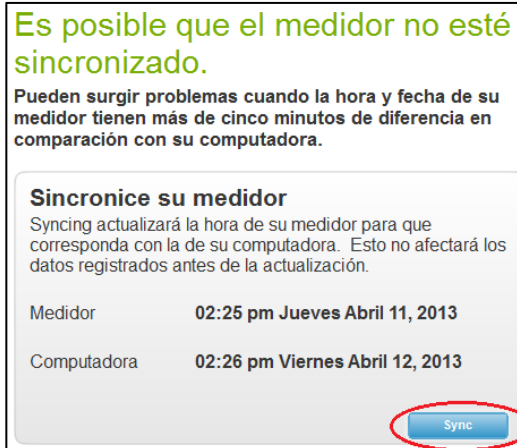 Es posible que el medidor no esté
sincronizado.
Pueden surgir problemas cuando la hora y fecha de su
medidor tienen más de cinco minutos de diferencia en
comparación con su computadora.
Sincronice su medidor
Syncing actualizará la hora de su medidor para que
corresponda con la de su computadora. Esto no afectará los
datos registrados antes de la actualización.
Medidor 02:25 pm Jueves Abril 11, 2013
Computadora 02:26 pm Viernes Abril 12, 2013
Sync